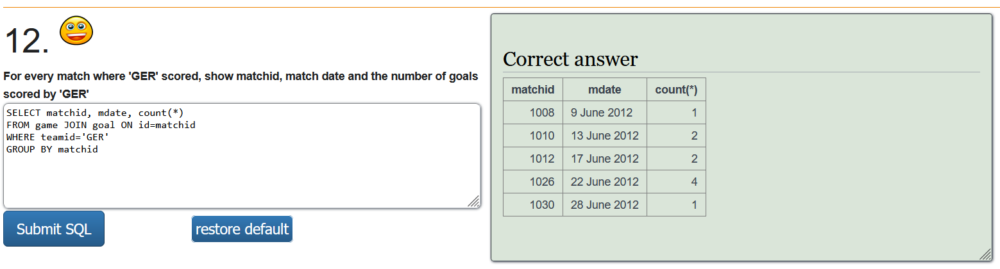 12.
For every match where 'GER' scored, show matchid, match date and the number of goals
scored by 'GER'
SELECT matchid, mdate, count(*)
FROM game JOIN goal ON id=matchid
WHERE teamid='GER'
GROUP BY matchid
Submit SQL
restore default
Correct answer
matchid mdate count(*)
1008 9 June 2012 1
1010 13 June 2012 2
1012 17 June 2012 2
1026 22 June 2012 4
1030 28 June 2012 1